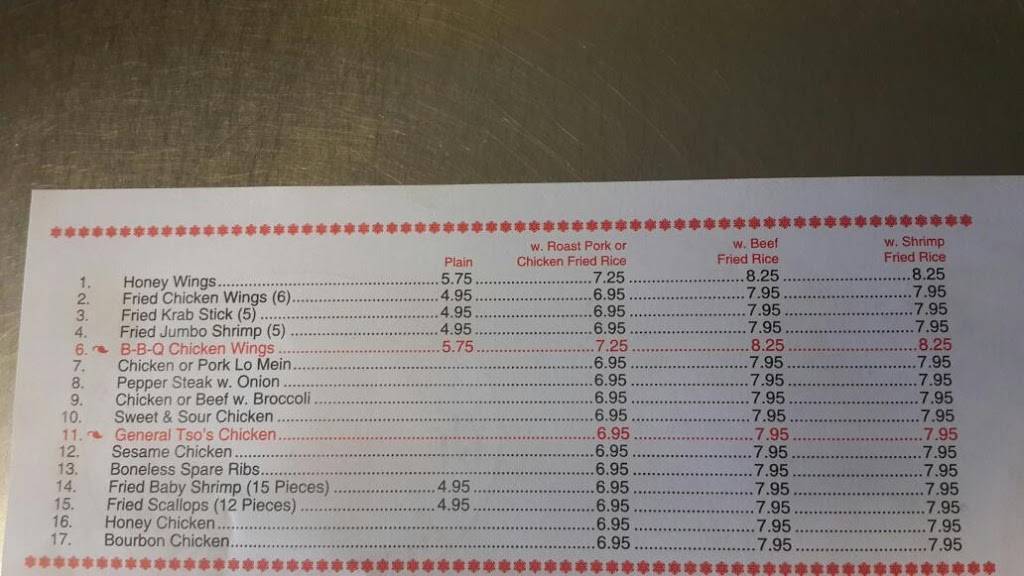 w. Roast Pork or w. Beef w. Shrimp
Plain Chicken Fried Rice Fried Rice Fried Rice
1. Honey Wings 5.75 7.25 8.25 8.25
2. Fried Chicken Wings (6) 4.95 6.95 7.95 7.95
3. Fried Krab Stick (5) 4.95 6.95 7.95 7.95
4. Fried Jumbo Shrimp (5) 4.95 6.95 7.95 7.95
6. B-B-Q Chicken Wings 5.75 7.25 8.25 8.25
7. Chicken or Pork Lo Mein 6.95 7.95 7.95
8. Pepper Steak w. Onion 6.95 7.95 7.95
9. Chicken or Beef w. Broccoli 6.95 7.95 7.95
10. Sweet & Sour Chicken 6.95 7.95 7.95
11. General Tso's Chicken 6.95 7.95 7.95
12. Sesame Chicken 6.95 7.95 7.95
13. Boneless Spare Ribs 6.95 7.95 7.95
14. Fried Baby Shrimp (15 Pieces) 4.95 6.95 7.95 7.95
15. Fried Scallops (12 Pieces) 4.95 6.95 7.95 7.95
16. Honey Chicken 6.95 7.95 7.95
17. Bourbon Chicken 6.95 7.95 7.95